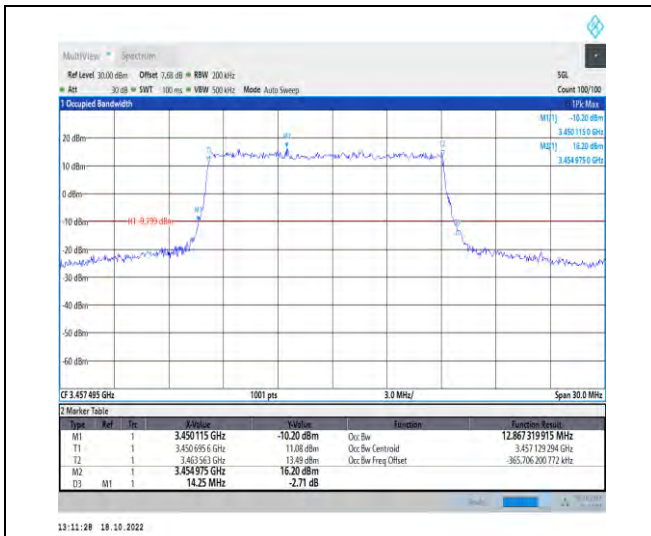 MultiView Spectrum
Ref Level 30.00 dBm Offset 7.68 dB RBW 200 kHz SGL
Att 30 dB SWT 100 ms VBW 500 kHz Mode Auto Sweep Count 100/100
1 Occupied Bandwidth 1Pk Max
M1[1] -10.20 dBm
3.450115 0 GHz
M2[1] 16.20 dBm
3.454975 0 GHz
20 dBm
10 dBm
0 dBm
-10 dBm
H1 -9.799 dBm
-20 dBm
-30 dBm
-40 dBm
-50 dBm
-60 dBm
CF 3.457 495 GHz 1001 pts 3.0 MHz/ Span 30.0 MHz
2 Marker Table
Type Ref Trc X-Value Y-Value Function Function Result
M1 1 3.450115 GHz -10.20 dBm Occ Bw 12.867 319 915 MHz
T1 1 3.450 695 6 GHz 11.08 dBm Occ Bw Centroid 3.457 129 294 GHz
T2 1 3.463 563 GHz 13.49 dBm Occ Bw Freq Offset -365.706 200 772 kHz
M2 1 3.454975 GHz 16.20 dBm
D3 M1 1 14.25 MHz -2.71 dB
13:11:28 18.10.2022